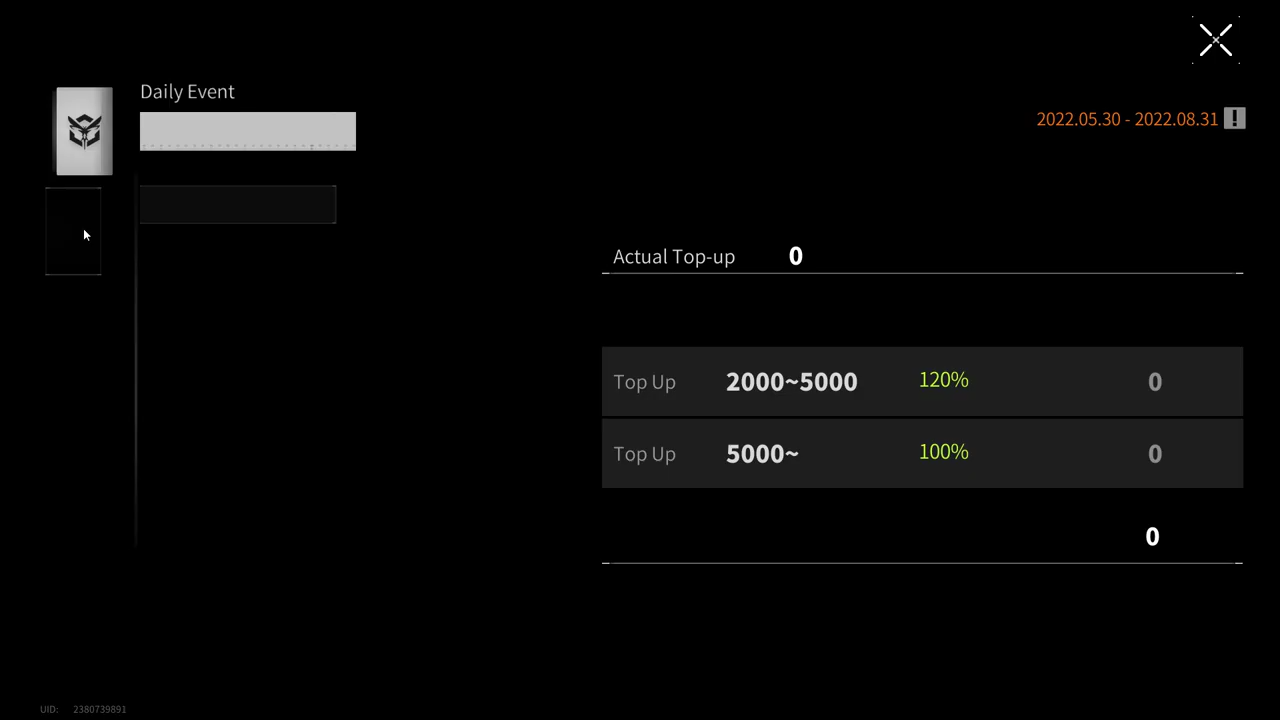 Daily Event
2022.05.30 - 2022.08.31 !
Actual Top-up 0
Top Up 2000~5000 120% 0
Top Up 5000~ 100% 0
0
UID: 2380739891